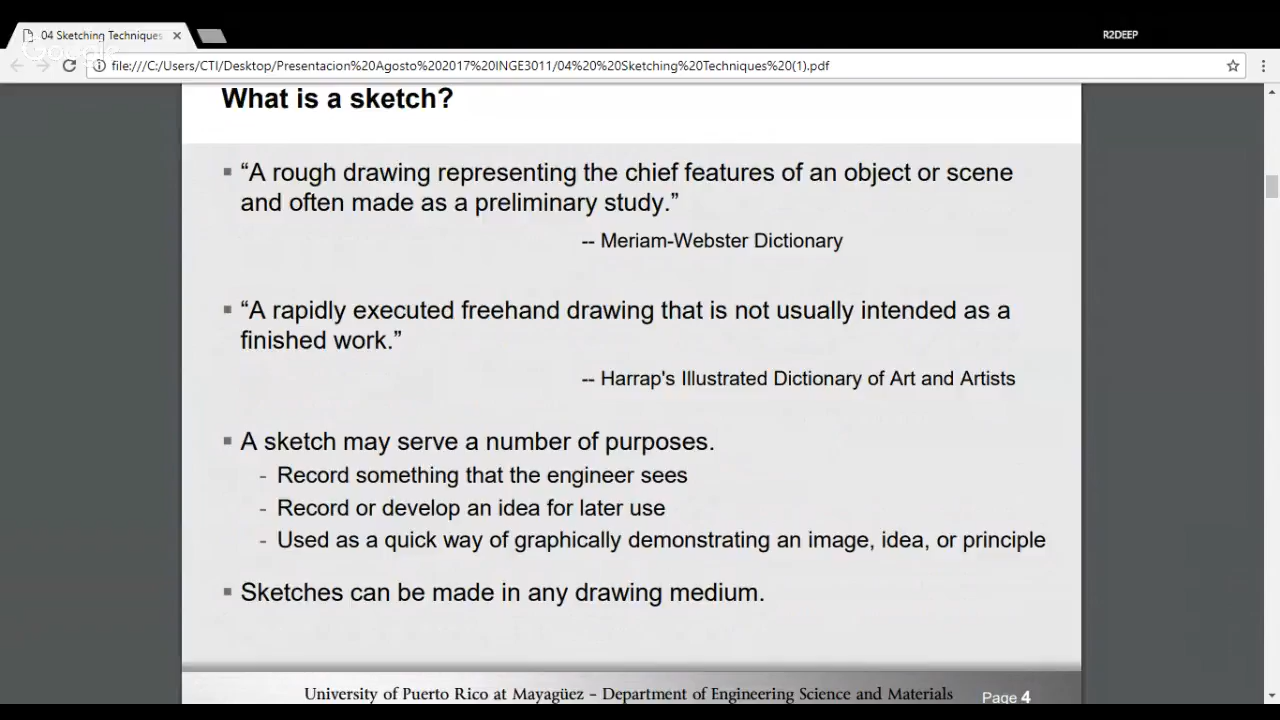 04 Sketching Techniques
R2DEEP
Google
file:///C:/Users/CTI/Desktop/Presentacion%20Agosto%202017%20INGE3011/04%20%20Sketching%20Techniques%20(1).pdf
What is a sketch?
“A rough drawing representing the chief features of an object or scene
and often made as a preliminary study.”
-- Meriam-Webster Dictionary
“A rapidly executed freehand drawing that is not usually intended as a
finished work.”
-- Harrap's Illustrated Dictionary of Art and Artists
A sketch may serve a number of purposes.
- Record something that the engineer sees
- Record or develop an idea for later use
- Used as a quick way of graphically demonstrating an image, idea, or principle
Sketches can be made in any drawing medium.
University of Puerto Rico at Mayagüez – Department of Engineering Science and Materials
Page 4